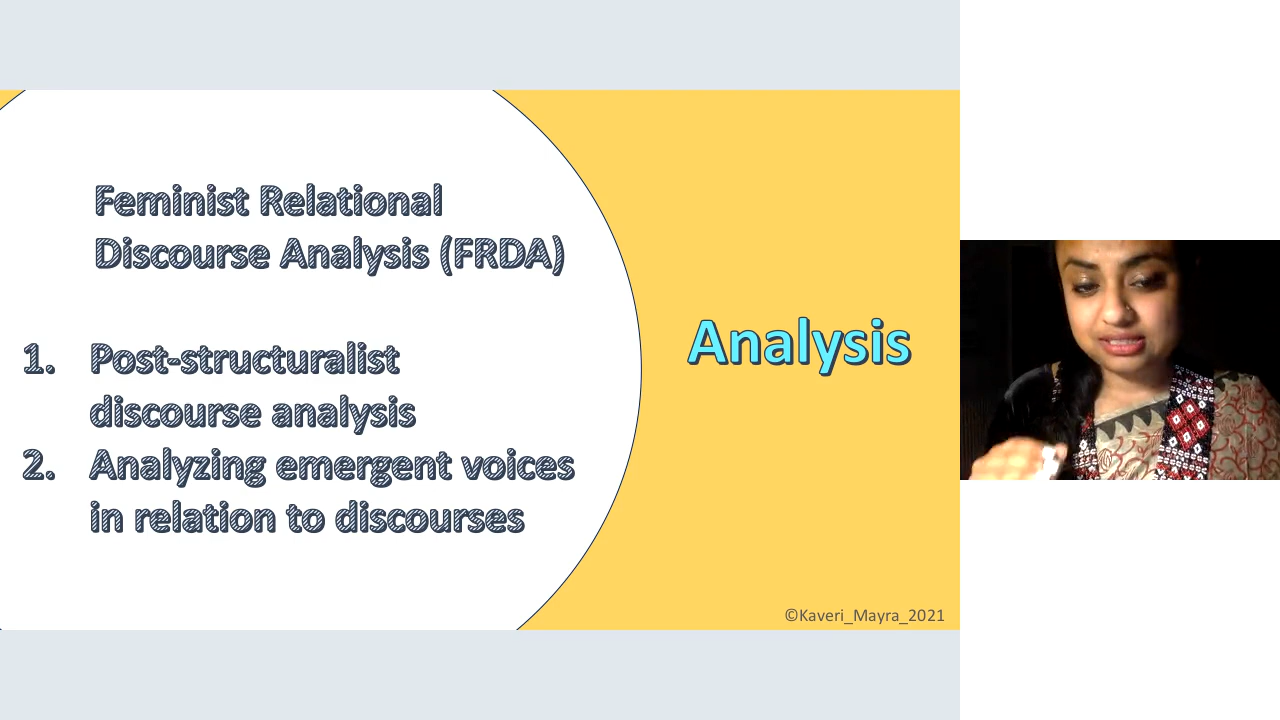 Feminist Relational
Discourse Analysis (FRDA)
1. Post-structuralist
discourse analysis
2. Analyzing emergent voices
in relation to discourses
Analysis
©Kaveri_Mayra_2021